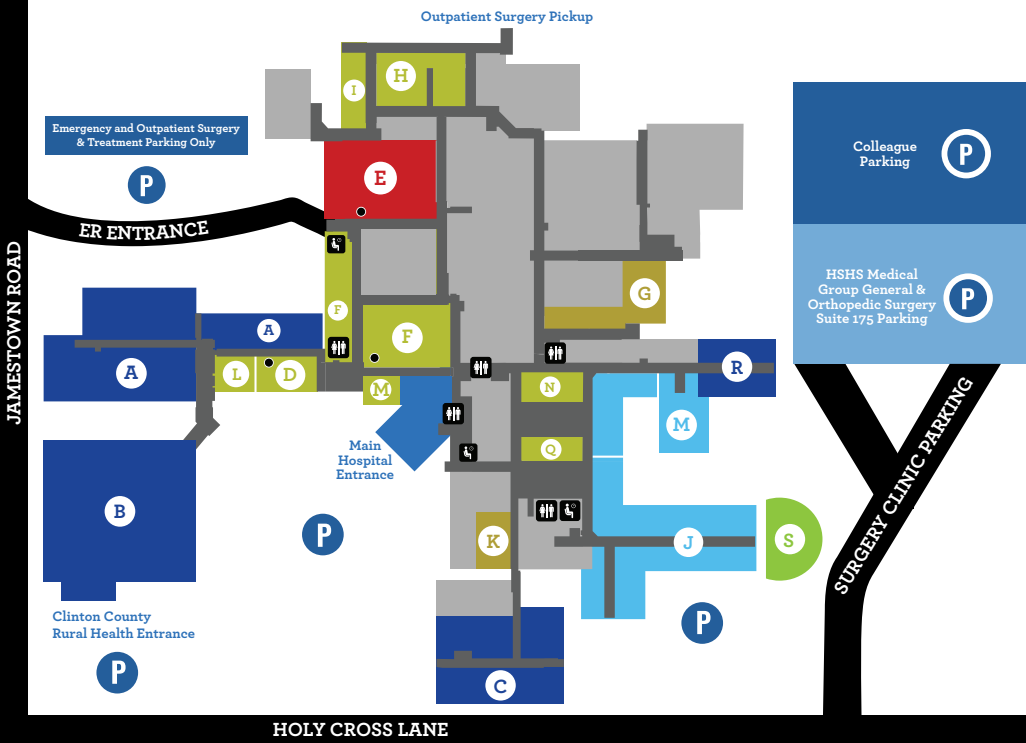 Outpatient Surgery Pickup
H
I
Emergency and Outpatient Surgery
& Treatment Parking Only
P
E
Colleague
Parking
P
ER ENTRANCE
JAMESTOWN ROAD
HSHS Medical
Group General &
Orthopedic Surgery
Suite 175 Parking
P
G
F
A
F
A
L
D
M
N
R
M
Main
Hospital
Entrance
Q
B
P
K
J
S
SURGERY CLINIC PARKING
Clinton County
Rural Health Entrance
P
P
C
HOLY CROSS LANE